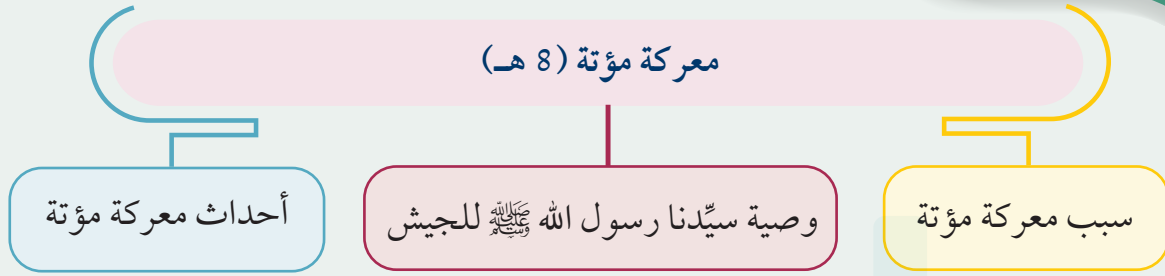 معركة مؤتة (8 هـ)
سبب معركة مؤتة
وصية سيِّدنا رسول الله ﷺ للجيش
أحداث معركة مؤتة